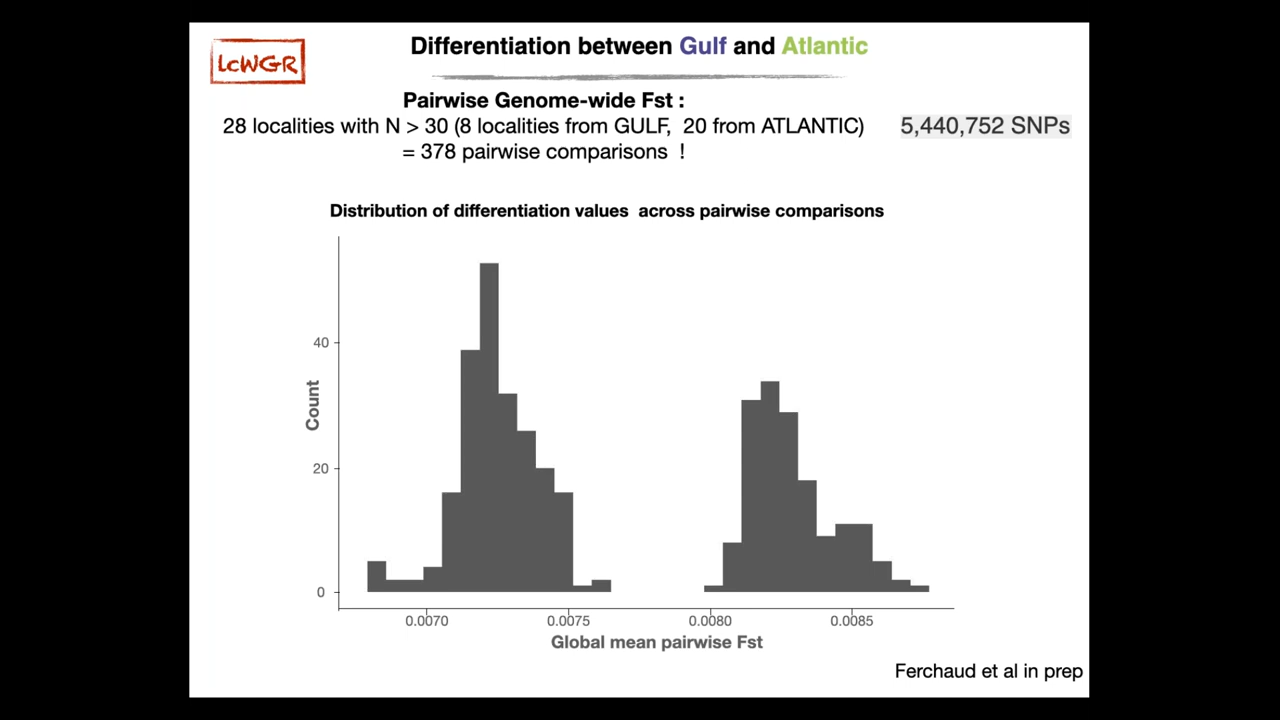 LcWGR
Differentiation between Gulf and Atlantic
Pairwise Genome-wide Fst :
28 localities with N > 30 (8 localities from GULF, 20 from ATLANTIC)
5,440,752 SNPs
= 378 pairwise comparisons !
Distribution of differentiation values across pairwise comparisons
Count
40
20
0
0.0070
0.0075
0.0080
0.0085
Global mean pairwise Fst
Ferchaud et al in prep